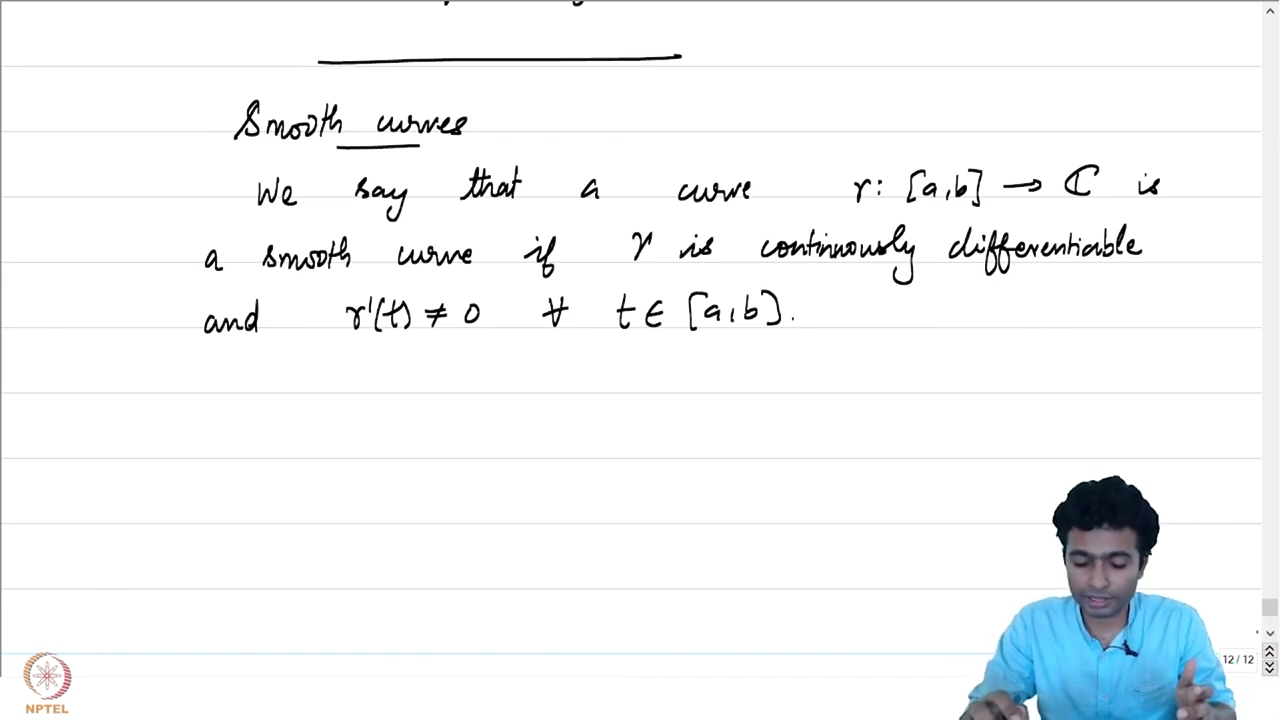 Smooth curves
We say that a curve γ: [a,b] → ℂ is
a smooth curve if γ is continuously differentiable
and γ'(t) ≠ 0 ∀ t ∈ [a,b].
12 / 12
NPTEL